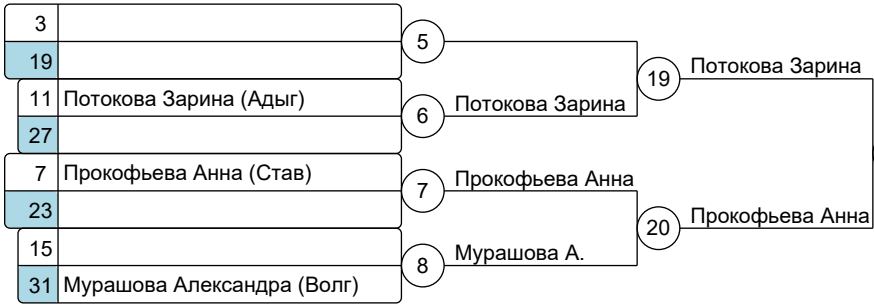 3
19
5
11 Потокова Зарина (Адыг)
27
6 Потокова Зарина
19 Потокова Зарина
7 Прокофьева Анна (Став)
23
7 Прокофьева Анна
15
31 Мурашова Александра (Волг)
8 Мурашова А.
20 Прокофьева Анна